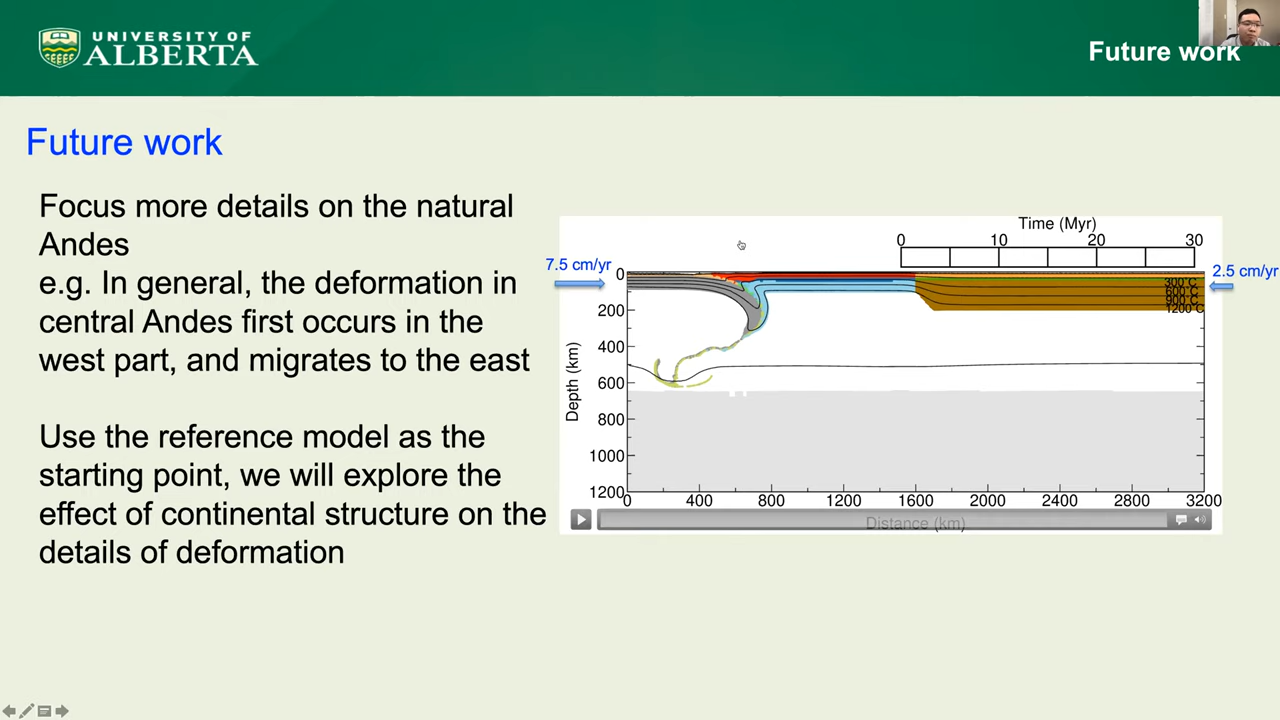 UNIVERSITY OF
ALBERTA
Future work
Future work
Focus more details on the natural
Andes
e.g. In general, the deformation in
central Andes first occurs in the
west part, and migrates to the east
Use the reference model as the
starting point, we will explore the
effect of continental structure on the
details of deformation
Time (Myr)
0 10 20 30
7.5 cm/yr
2.5 cm/yr
300 C
600 C
900 C
1200 C
Depth (km)
0
200
400
600
800
1000
1200
0 400 800 1200 1600 2000 2400 2800 3200
Distance (km)